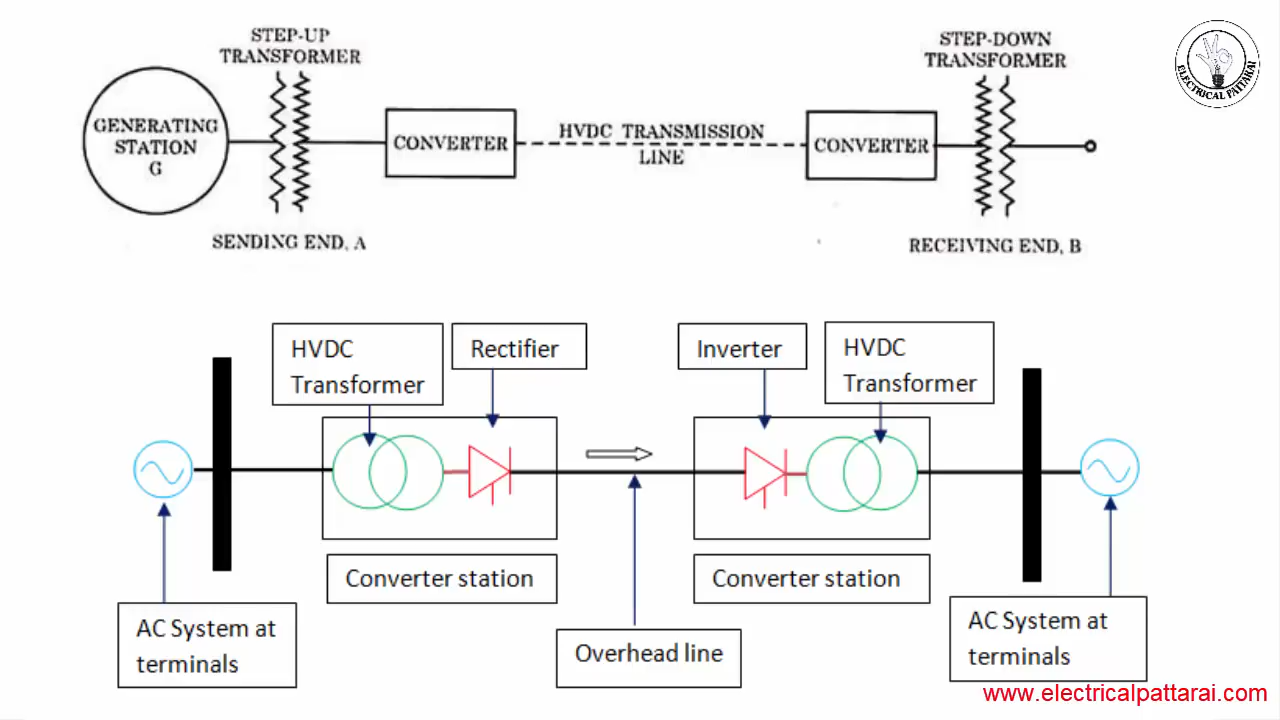 STEP-UP
TRANSFORMER
STEP-DOWN
TRANSFORMER
ELECTRICAL PATTARAI
GENERATING
STATION
G
CONVERTER
HVDC TRANSMISSION
LINE
CONVERTER
SENDING END, A
RECEIVING END, B
HVDC
Transformer
Rectifier
Inverter
HVDC
Transformer
Converter station
Converter station
AC System at
terminals
Overhead line
AC System at
terminals
www.electricalpattarai.com